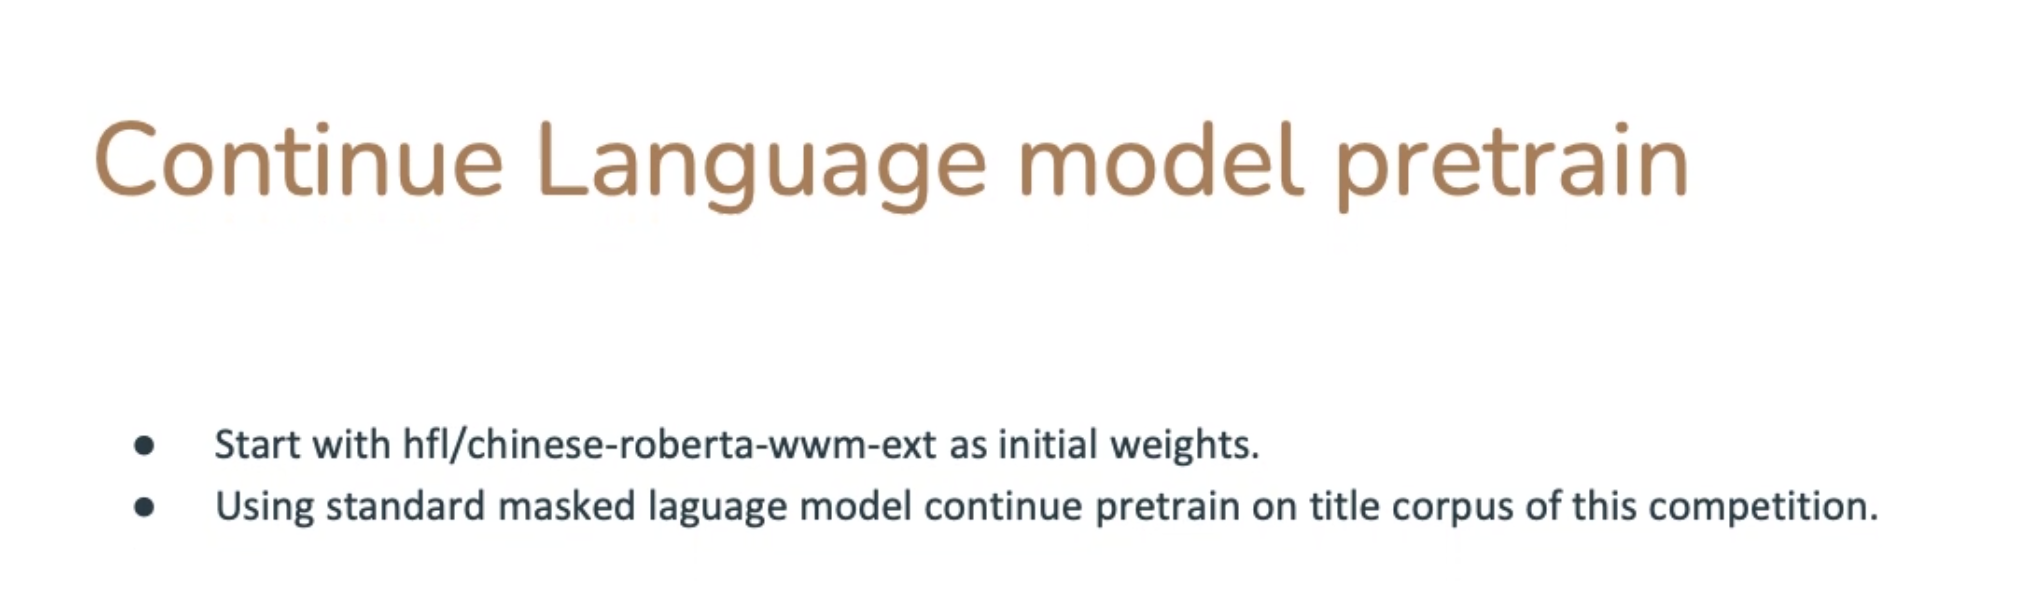 Continue Language model pretrain
● Start with hfl/chinese-roberta-wwm-ext as initial weights.
● Using standard masked laguage model continue pretrain on title corpus of this competition.